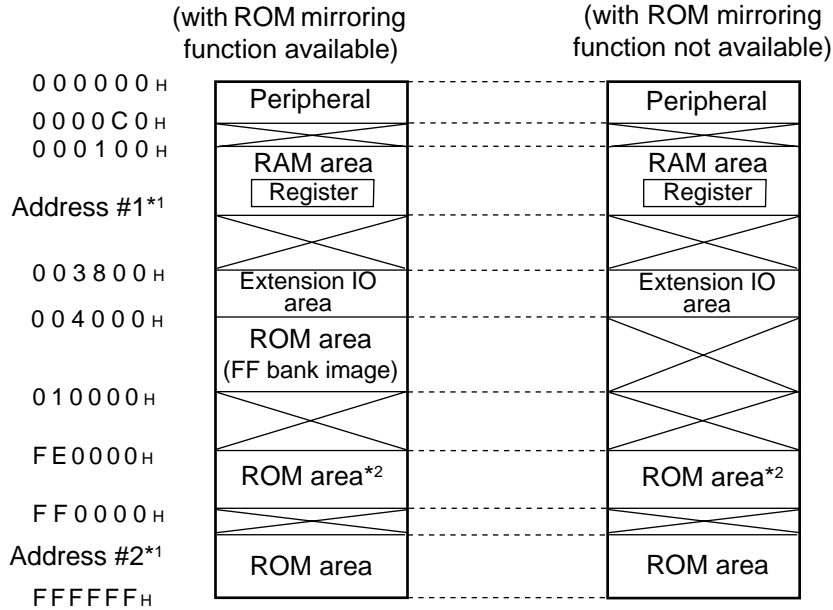 (with ROM mirroring
function available)
(with ROM mirroring
function not available)
000000H
Peripheral
Peripheral
0000C0H
000100H
RAM area
RAM area
Register
Register
Address #1*1
003800H
Extension IO
area
Extension IO
area
004000H
ROM area
(FF bank image)
010000H
FE0000H
ROM area*2
ROM area*2
FF0000H
Address #2*1
ROM area
ROM area
FFFFFFH